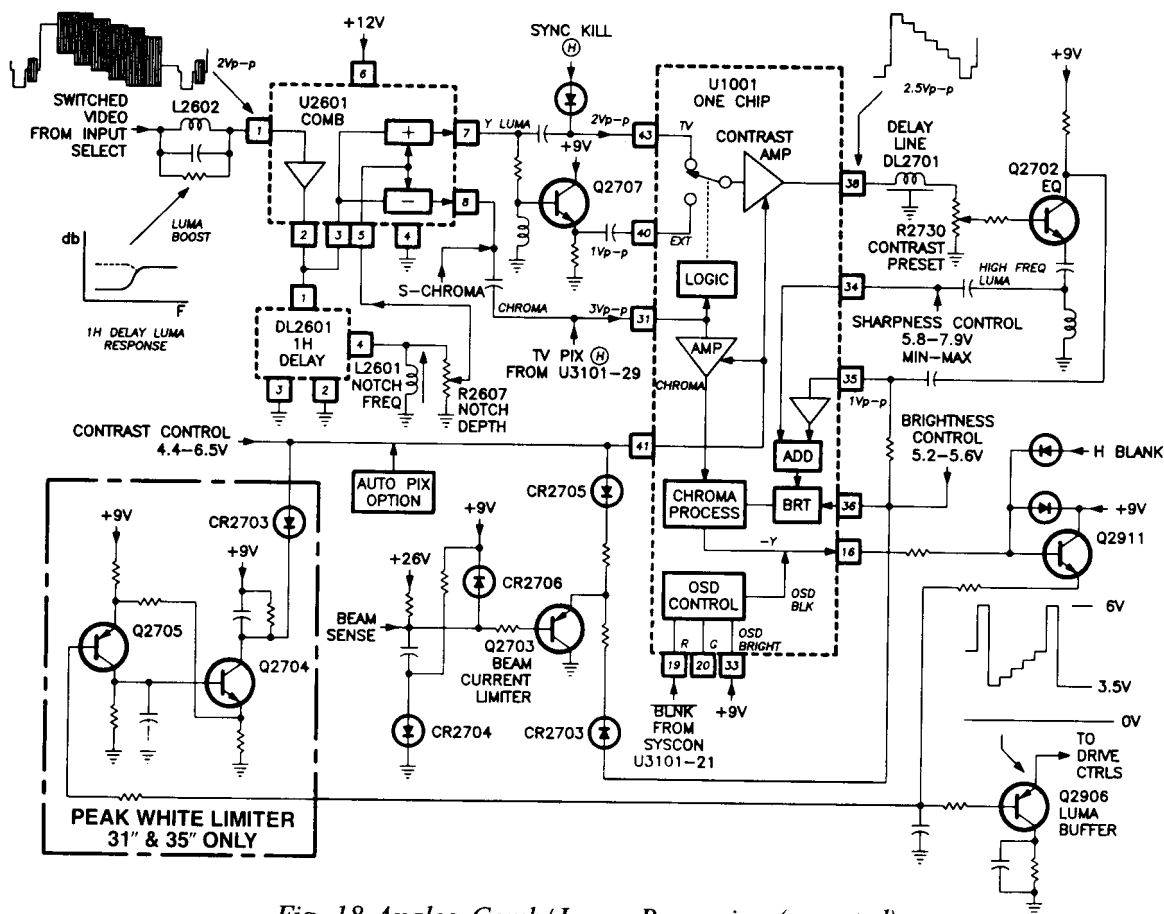 +12V
SYNC KILL
H
2Vp-p
L2602
SWITCHED
VIDEO
FROM INPUT
SELECT
1
6
U2601
COMB
+
-
7
8
2
3
5
4
Y LUMA
2Vp-p
+9V
Q2707
1Vp-p
43
40
U1001
ONE CHIP
TV
EXT
CONTRAST
AMP
38
2.5Vp-p
DELAY
LINE
DL2701
+9V
Q2702
EQ
R2730
CONTRAST
PRESET
LUMA
BOOST
db
F
1H DELAY LUMA
RESPONSE
1
DL2601
1H
DELAY
4
3
2
L2601
NOTCH
FREQ
R2607
NOTCH
DEPTH
S-CHROMA
CHROMA
3Vp-p
31
TV PIX H
FROM U3101-29
LOGIC
AMP
CHROMA
34
HIGH FREQ
LUMA
SHARPNESS CONTROL
5.8-7.9V
MIN-MAX
35
1Vp-p
BRIGHTNESS
CONTROL
5.2-5.6V
CONTRAST CONTROL
4.4-6.5V
41
AUTO PIX
OPTION
ADD
CHROMA
PROCESS
BRT
36
-Y
16
H BLANK
+9V
Q2911
CR2705
+9V
CR2703
+9V
+9V
+26V
CR2706
BEAM
SENSE
Q2703
BEAM
CURRENT
LIMITER
CR2704
CR2703
Q2705
Q2704
OSD
CONTROL
OSD
BLK
R
G
OSD
BRIGHT
19
20
33
BLNK
FROM
SYSCON
U3101-21
+9V
6V
3.5V
0V
TO
DRIVE
CTRLS
Q2906
LUMA
BUFFER
PEAK WHITE LIMITER
31" & 35" ONLY